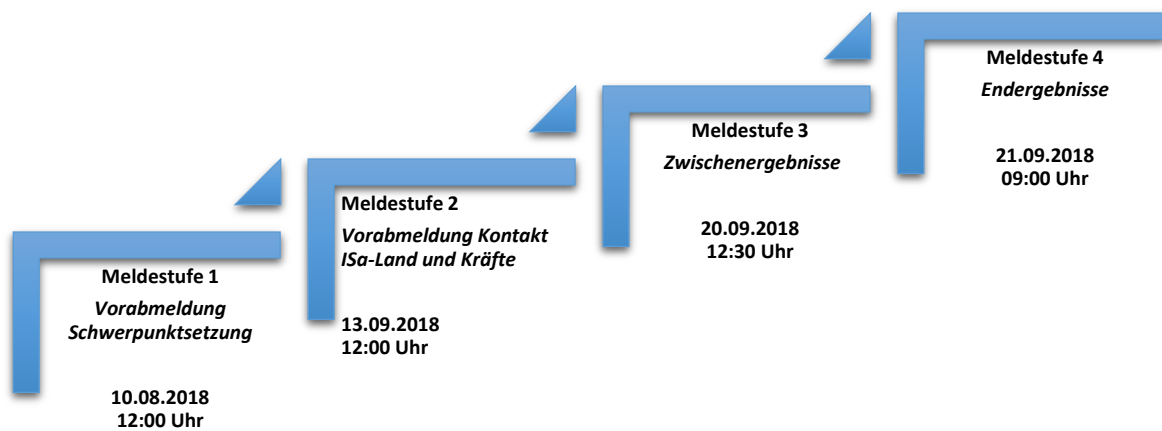 Meldestufe 1
Vorabmeldung
Schwerpunktsetzung
10.08.2018
12:00 Uhr
Meldestufe 2
Vorabmeldung Kontakt
ISa-Land und Kräfte
13.09.2018
12:00 Uhr
Meldestufe 3
Zwischenergebnisse
20.09.2018
12:30 Uhr
Meldestufe 4
Endergebnisse
21.09.2018
09:00 Uhr